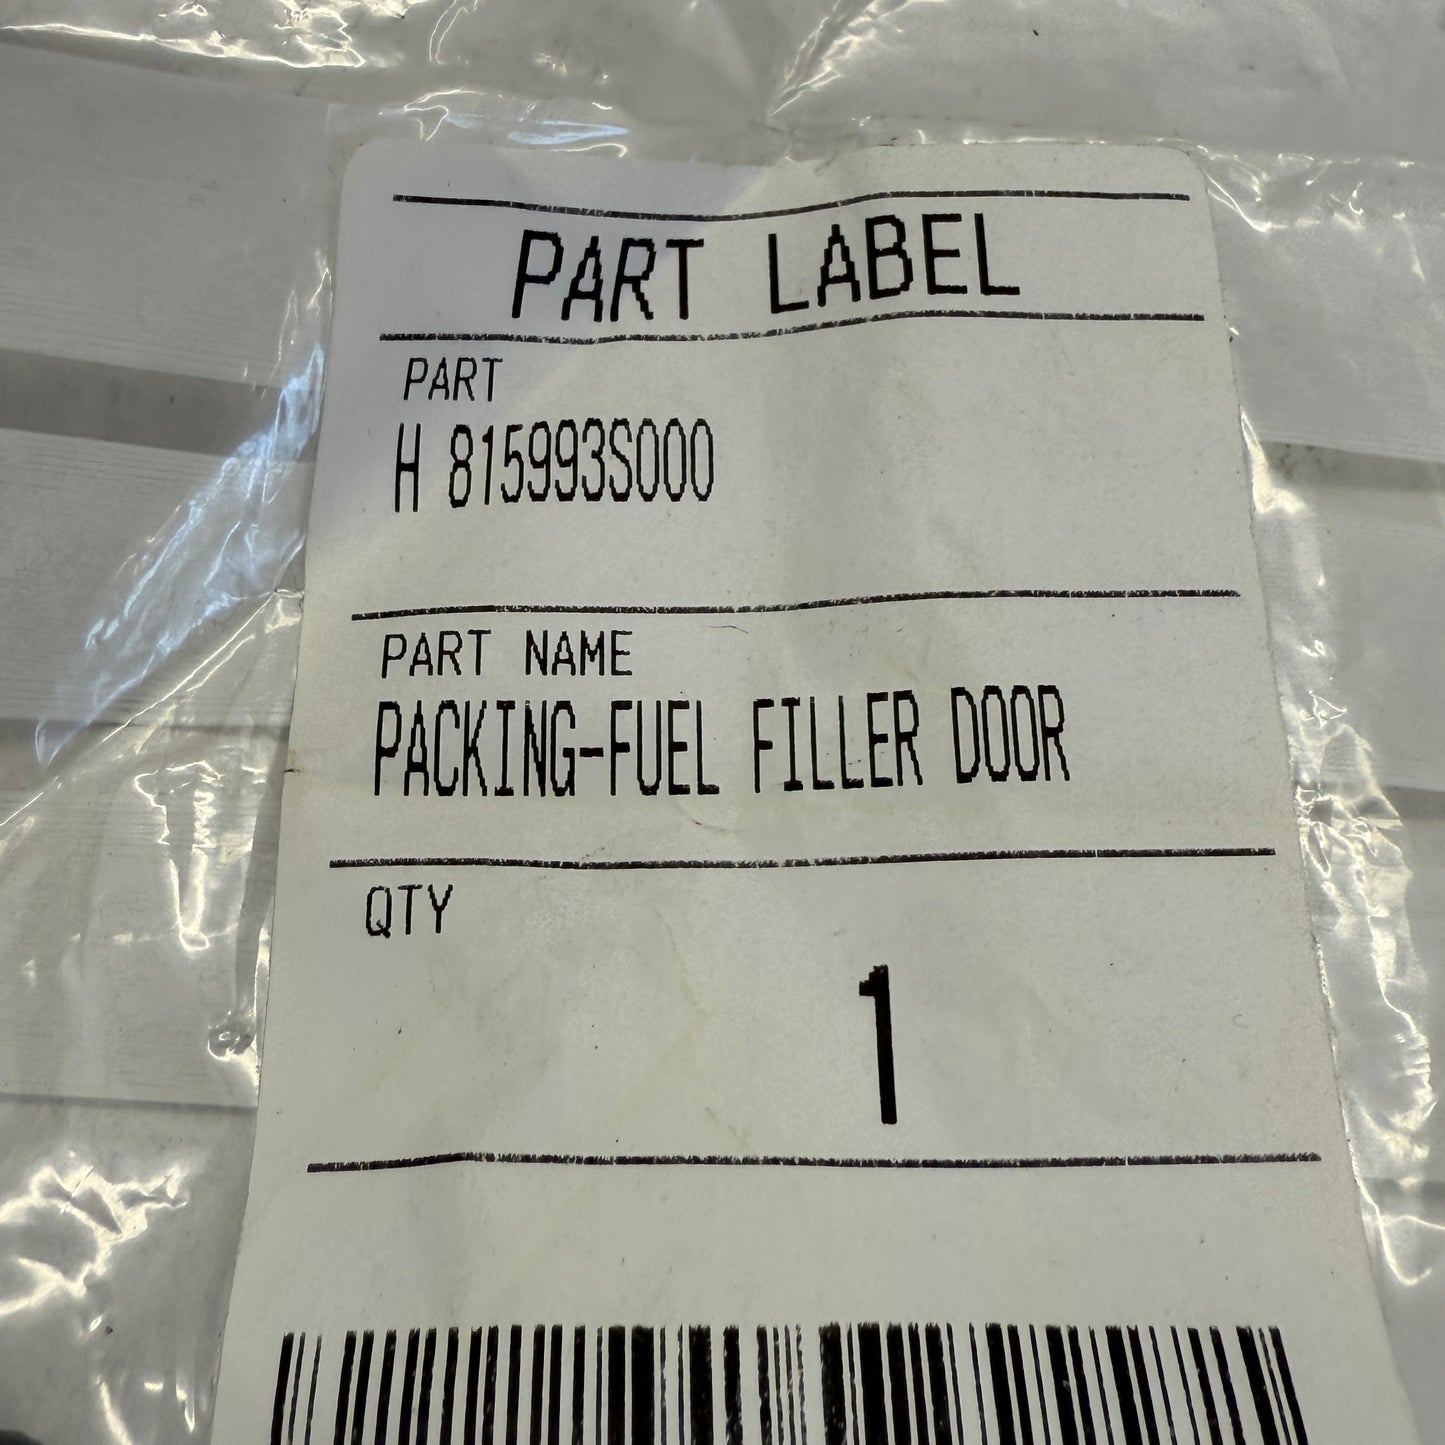 PART LABEL
PART
H 815993S000
PART NAME
PACKING-FUEL FILLER DOOR
QTY
1